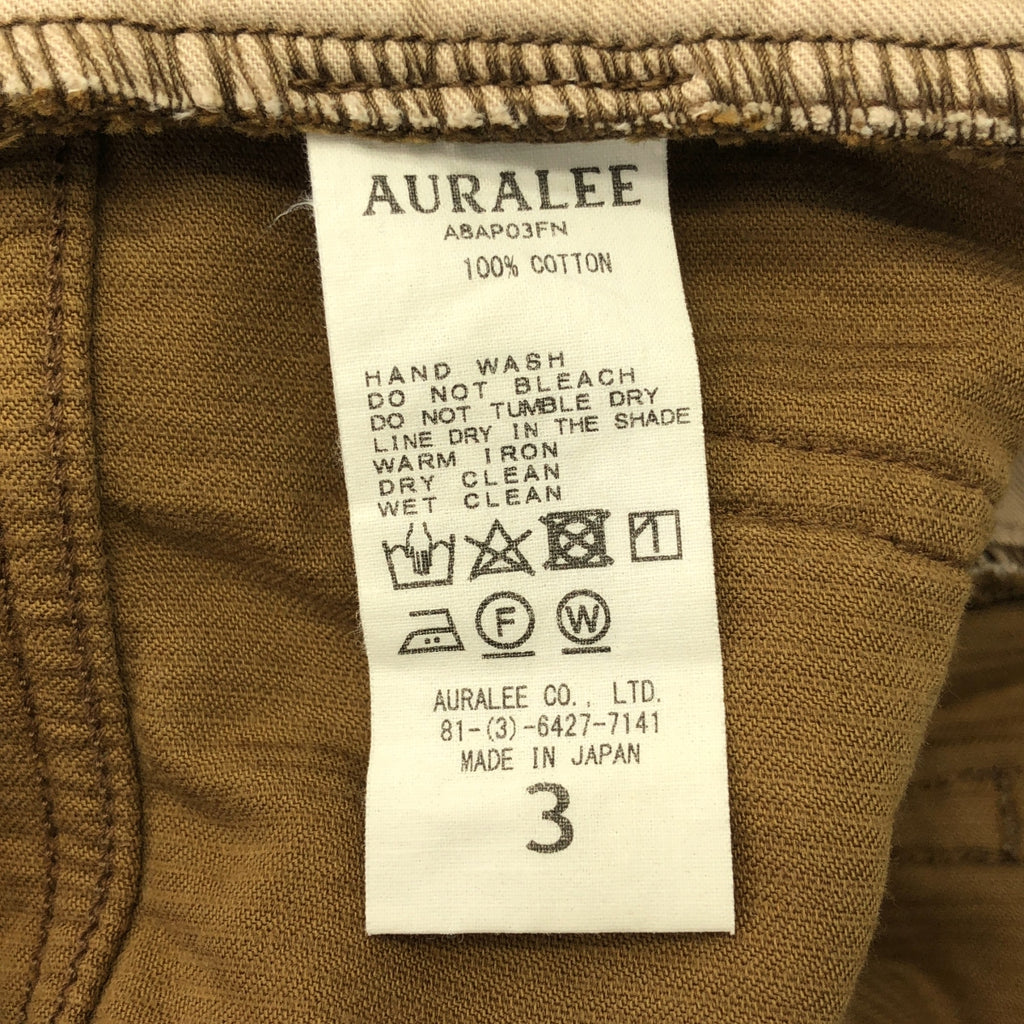 AURALEE
A8AP03FN
100% COTTON
HAND WASH
DO NOT BLEACH
DO NOT TUMBLE DRY
LINE DRY IN THE SHADE
WARM IRON
DRY CLEAN
WET CLEAN
F W
AURALEE CO., LTD.
81-(3)-6427-7141
MADE IN JAPAN
3